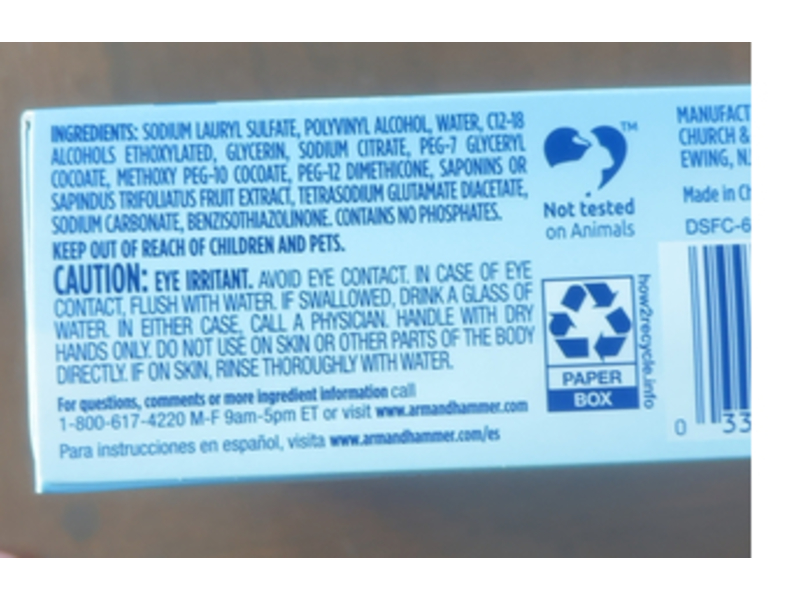 INGREDIENTS: SODIUM LAURYL SULFATE, POLYVINYL ALCOHOL, WATER, C12-18
ALCOHOLS ETHOXYLATED, GLYCERIN, SODIUM CITRATE, PEG-7 GLYCERYL
COCOATE, METHOXY PEG-10 COCOATE, PEG-12 DIMETHICONE, SAPONINS OR
SAPINDUS TRIFOLIATUS FRUIT EXTRACT, TETRASODIUM GLUTAMATE DIACETATE,
SODIUM CARBONATE, BENZISOTHIAZOLINONE. CONTAINS NO PHOSPHATES.
KEEP OUT OF REACH OF CHILDREN AND PETS.
CAUTION: EYE IRRITANT. AVOID EYE CONTACT. IN CASE OF EYE
CONTACT, FLUSH WITH WATER. IF SWALLOWED, DRINK A GLASS OF
WATER. IN EITHER CASE, CALL A PHYSICIAN. HANDLE WITH DRY
HANDS ONLY. DO NOT USE ON SKIN OR OTHER PARTS OF THE BODY
DIRECTLY. IF ON SKIN, RINSE THOROUGHLY WITH WATER.
For questions, comments or more ingredient information call
1-800-617-4220 M-F 9am-5pm ET or visit www.armandhammer.com
Para instrucciones en español, visita www.armandhammer.com/es
TM
Not tested
on Animals
PAPER
BOX
how2recycle.info
MANUFACT
CHURCH &
EWING, NJ
Made in Ch
DSFC-6
0 33